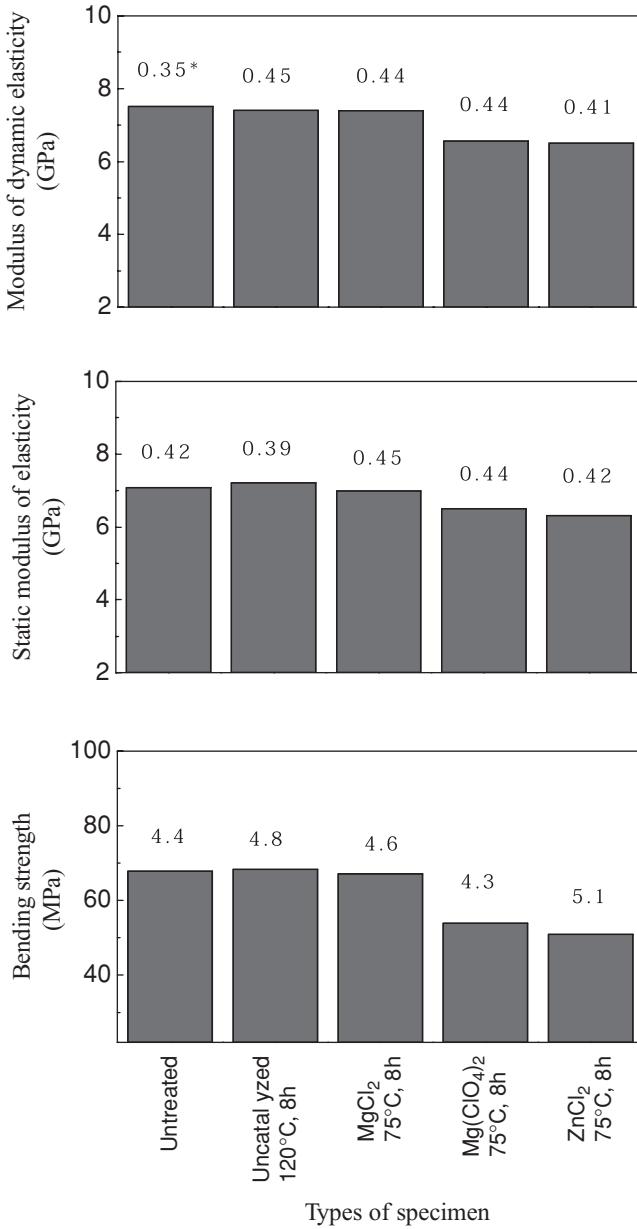 Modulus of dynamic elasticity
((GPa)
10
8
6
4
2
0.35*
0.45
0.44
0.44
0.41
Static modulus of elasticity
((GPa)
10
8
6
4
2
0.42
0.39
0.45
0.44
0.42
Bending strength
(MPa)
100
80
60
40
4.4
4.8
4.6
4.3
5.1
Untreated
Uncatal yzed
120°C, 8h
MgCl2
75°C, 8h
Mg(ClO4)2
75°C, 8h
ZnCl2
75°C, 8h
Types of specimen